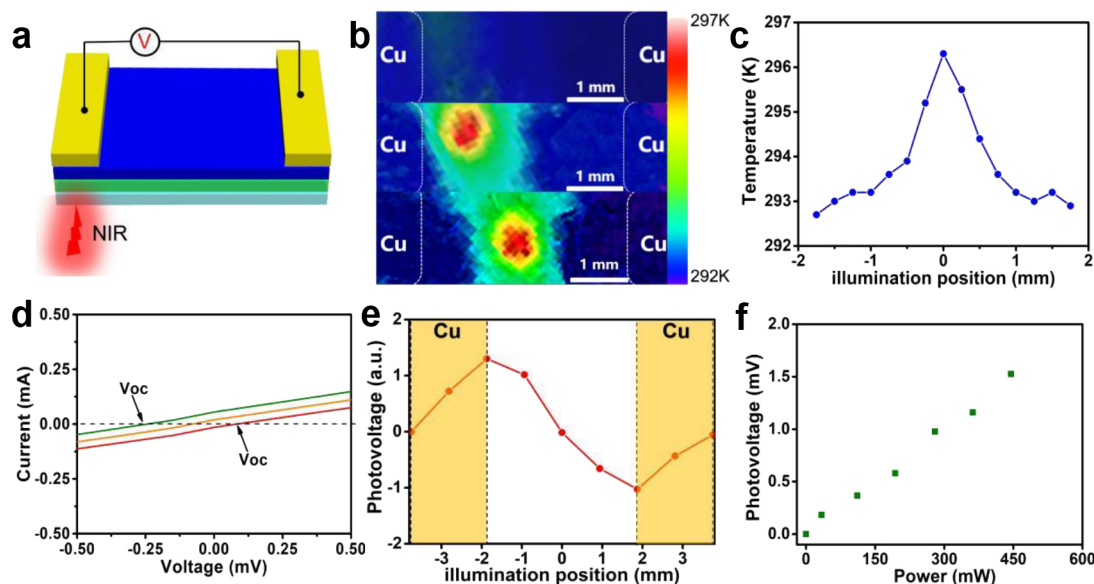 a
V
NIR
b
297K
Cu
Cu
1 mm
Cu
Cu
1 mm
Cu
Cu
1 mm
292K
c
Temperature (K)
297
296
295
294
293
292
-2
-1
0
1
2
illumination position (mm)
d
Current (mA)
0.50
0.25
0.00
-0.25
-0.50
Voc
Voc
-0.50
-0.25
0.00
0.25
0.50
Voltage (mV)
e
Photovoltage (a.u.)
2
1
0
-1
-2
Cu
Cu
-3
-2
-1
0
1
2
3
illumination position (mm)
f
Photovoltage (mV)
2.0
1.5
1.0
0.5
0.0
0
150
300
450
600
Power (mW)